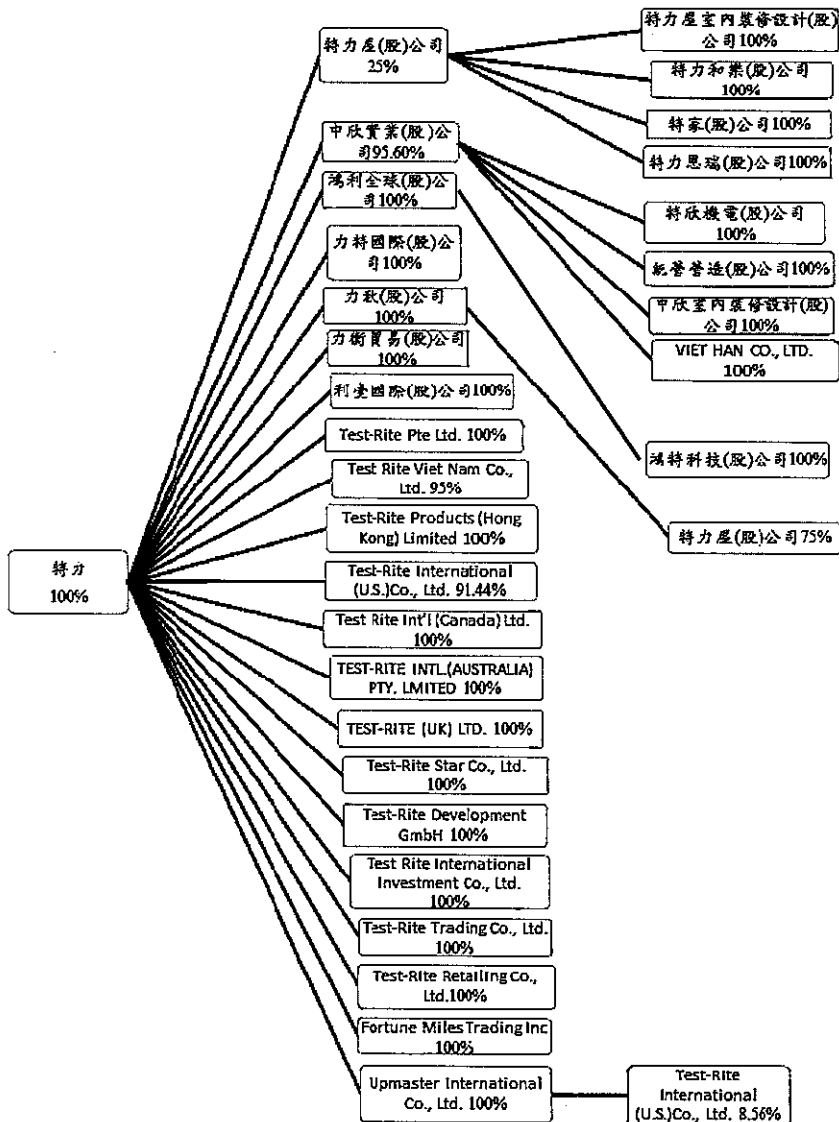 特力
100%
特力屋(股)公司
25%
中欣實業(股)公
司95.60%
鴻利全球(股)公
司100%
力特國際(股)公
司100%
力秋(股)公司
100%
力衡貿易(股)公司
100%
利壹國際(股)公司100%
Test-Rite Pte Ltd. 100%
Test Rite Viet Nam Co.,
Ltd. 95%
Test-Rite Products (Hong
Kong) Limited 100%
Test-Rite International
(U.S.)Co., Ltd. 91.44%
Test Rite Int'l (Canada) Ltd.
100%
TEST-RITE INTL.(AUSTRALIA)
PTY. LMITED 100%
TEST-RITE (UK) LTD. 100%
Test-Rite Star Co., Ltd.
100%
Test-Rite Development
GmbH 100%
Test Rite International
Investment Co., Ltd.
100%
Test-Rite Trading Co., Ltd.
100%
Test-Rite Retailing Co.,
Ltd.100%
Fortune Miles Trading Inc
100%
Upmaster International
Co., Ltd. 100%
特力屋室內裝修設計(股)
公司100%
特力和樂(股)公司
100%
特家(股)公司100%
特力思瑞(股)公司100%
特欣機電(股)公司
100%
統營營造(股)公司100%
中欣室內裝修設計(股)
公司100%
VIET HAN CO., LTD.
100%
鴻特科技(股)公司100%
特力屋(股)公司75%
Test-Rite
International
(U.S.)Co., Ltd. 8.56%